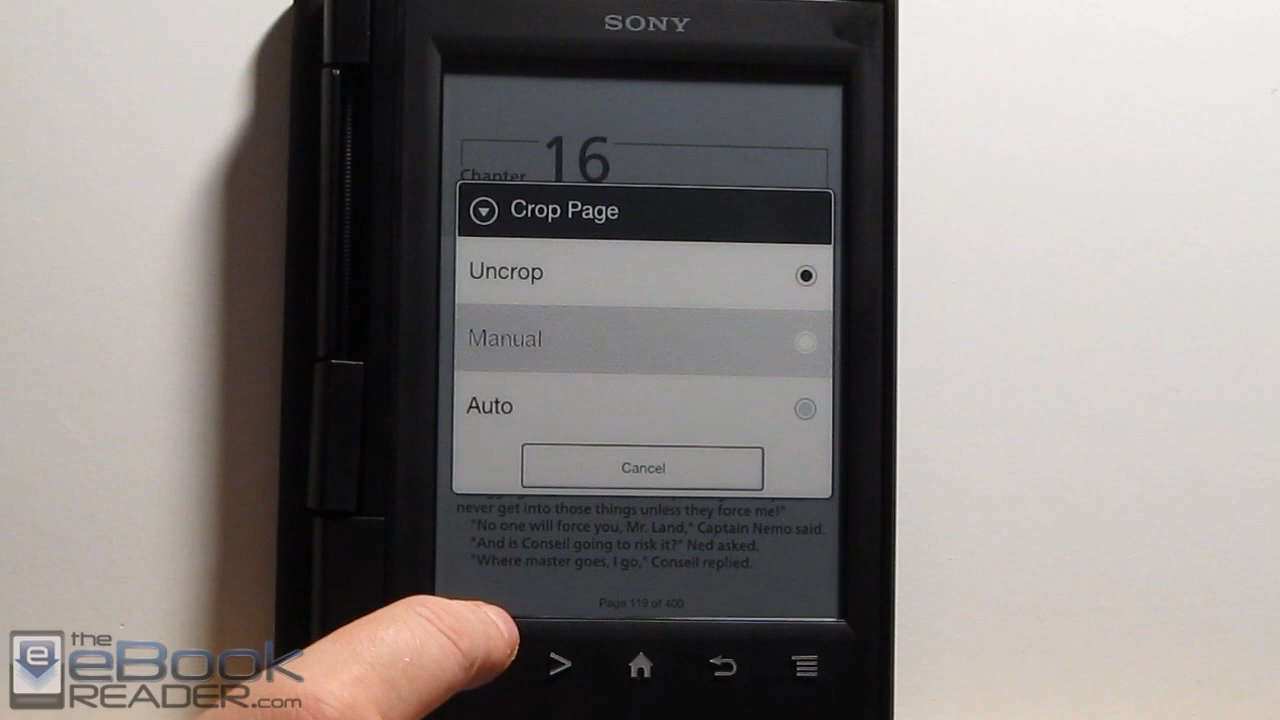 SONY
16
Chapter
Crop Page
Uncrop
Manual
Auto
Cancel
never get into those things unless they force me!"
"No one will force you, Mr. Land," Captain Nemo said.
"And is Conseil going to risk it?" Ned asked.
"Where master goes, I go," Conseil replied.
Page 119 of 400
the
eBook
READER.com